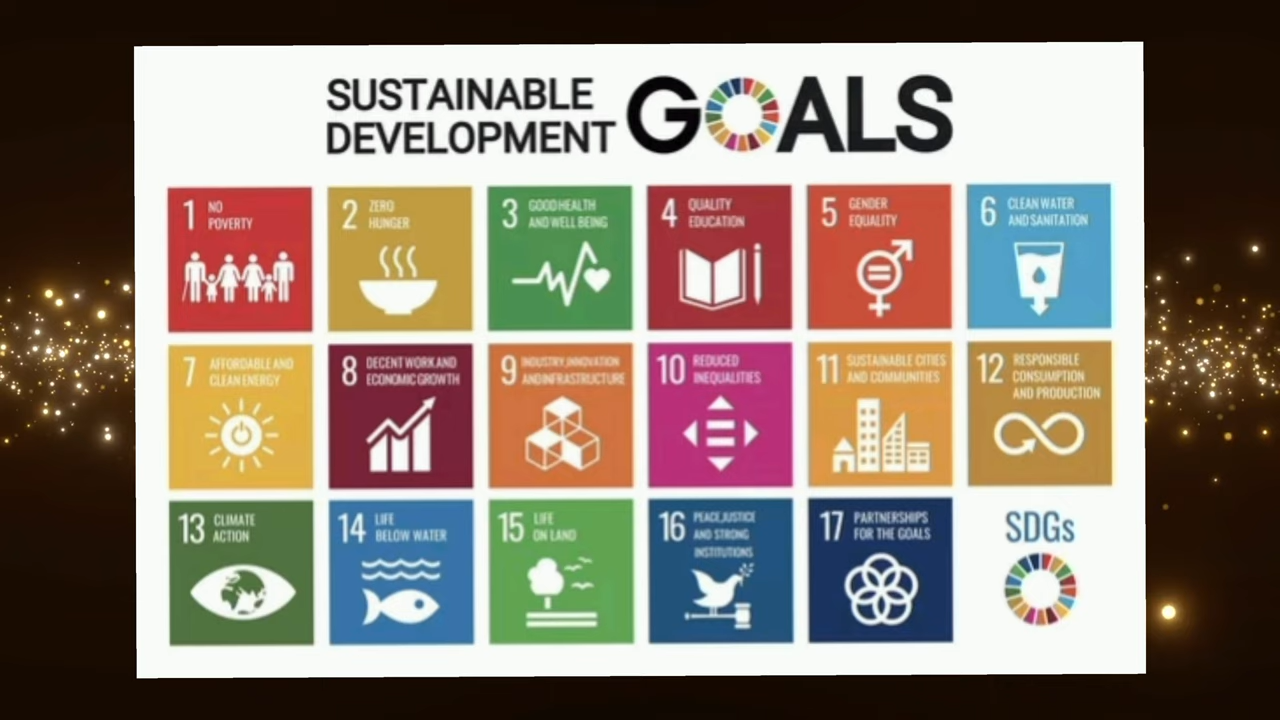 SUSTAINABLE
DEVELOPMENT
GOALS
1 NO
POVERTY
2 ZERO
HUNGER
3 GOOD HEALTH
AND WELL BEING
4 QUALITY
EDUCATION
5 GENDER
EQUALITY
6 CLEAN WATER
AND SANITATION
7 AFFORDABLE AND
CLEAN ENERGY
8 DECENT WORK AND
ECONOMIC GROWTH
9 INDUSTRY, INNOVATION
AND INFRASTRUCTURE
10 REDUCED
INEQUALITIES
11 SUSTAINABLE CITIES
AND COMMUNITIES
12 RESPONSIBLE
CONSUMPTION
AND PRODUCTION
13 CLIMATE
ACTION
14 LIFE
BELOW WATER
15 LIFE
ON LAND
16 PEACE, JUSTICE
AND STRONG
INSTITUTIONS
17 PARTNERSHIPS
FOR THE GOALS
SDGs